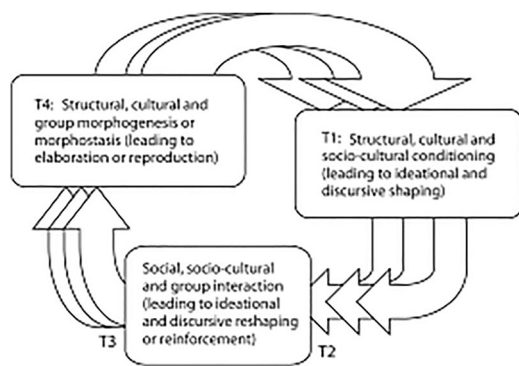 T4: Structural, cultural and
group morphogenesis or
morphostasis (leading to
elaboration or reproduction)
T1: Structural, cultural and
socio-cultural conditioning
(leading to ideational and
discursive shaping)
Social, socio-cultural
and group interaction
(leading to ideational
and discursive reshaping
or reinforcement)
T3
T2